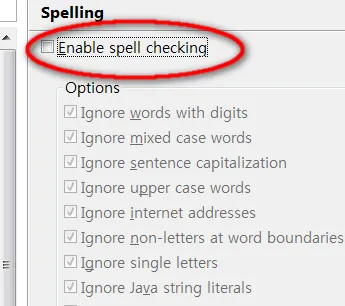 Spelling
Enable spell checking
Options
Ignore words with digits
Ignore mixed case words
Ignore sentence capitalization
Ignore upper case words
Ignore internet addresses
Ignore non-letters at word boundaries
Ignore single letters
Ignore Java string literals